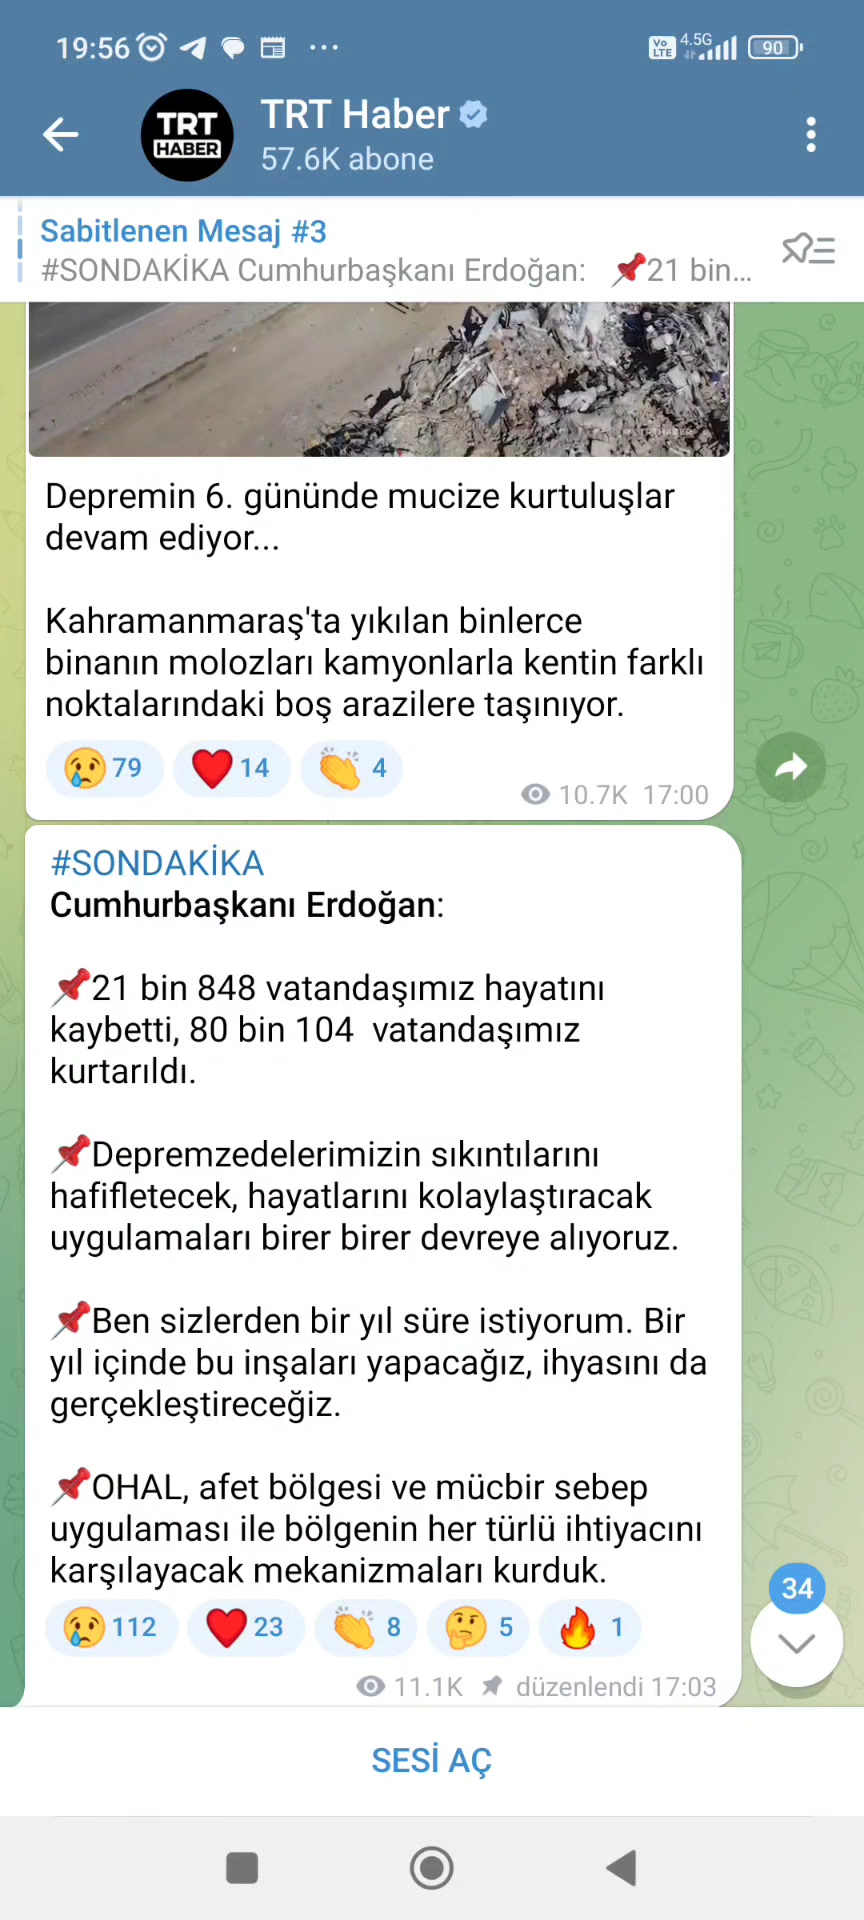 19:56
Vo LTE 4.5G 90
TRT HABER
TRT Haber
57.6K abone
Sabitlenen Mesaj #3
#SONDAKİKA Cumhurbaşkanı Erdoğan: 📌21 bin...
Depremin 6. gününde mucize kurtuluşlar
devam ediyor...
Kahramanmaraş'ta yıkılan binlerce
binanın molozları kamyonlarla kentin farklı
noktalarındaki boş arazilere taşınıyor.
😢 79 ❤️ 14 👏 4
10.7K 17:00
#SONDAKİKA
Cumhurbaşkanı Erdoğan:
📌21 bin 848 vatandaşımız hayatını
kaybetti, 80 bin 104  vatandaşımız
kurtarıldı.
📌Depremzedelerimizin sıkıntılarını
hafifletecek, hayatlarını kolaylaştıracak
uygulamaları birer birer devreye alıyoruz.
📌Ben sizlerden bir yıl süre istiyorum. Bir
yıl içinde bu inşaları yapacağız, ihyasını da
gerçekleştireceğiz.
📌OHAL, afet bölgesi ve mücbir sebep
uygulaması ile bölgenin her türlü ihtiyacını
karşılayacak mekanizmaları kurduk.
34
😢 112 ❤️ 23 👏 8 🤔 5 🔥 1
11.1K düzenlendi 17:03
SESİ AÇ